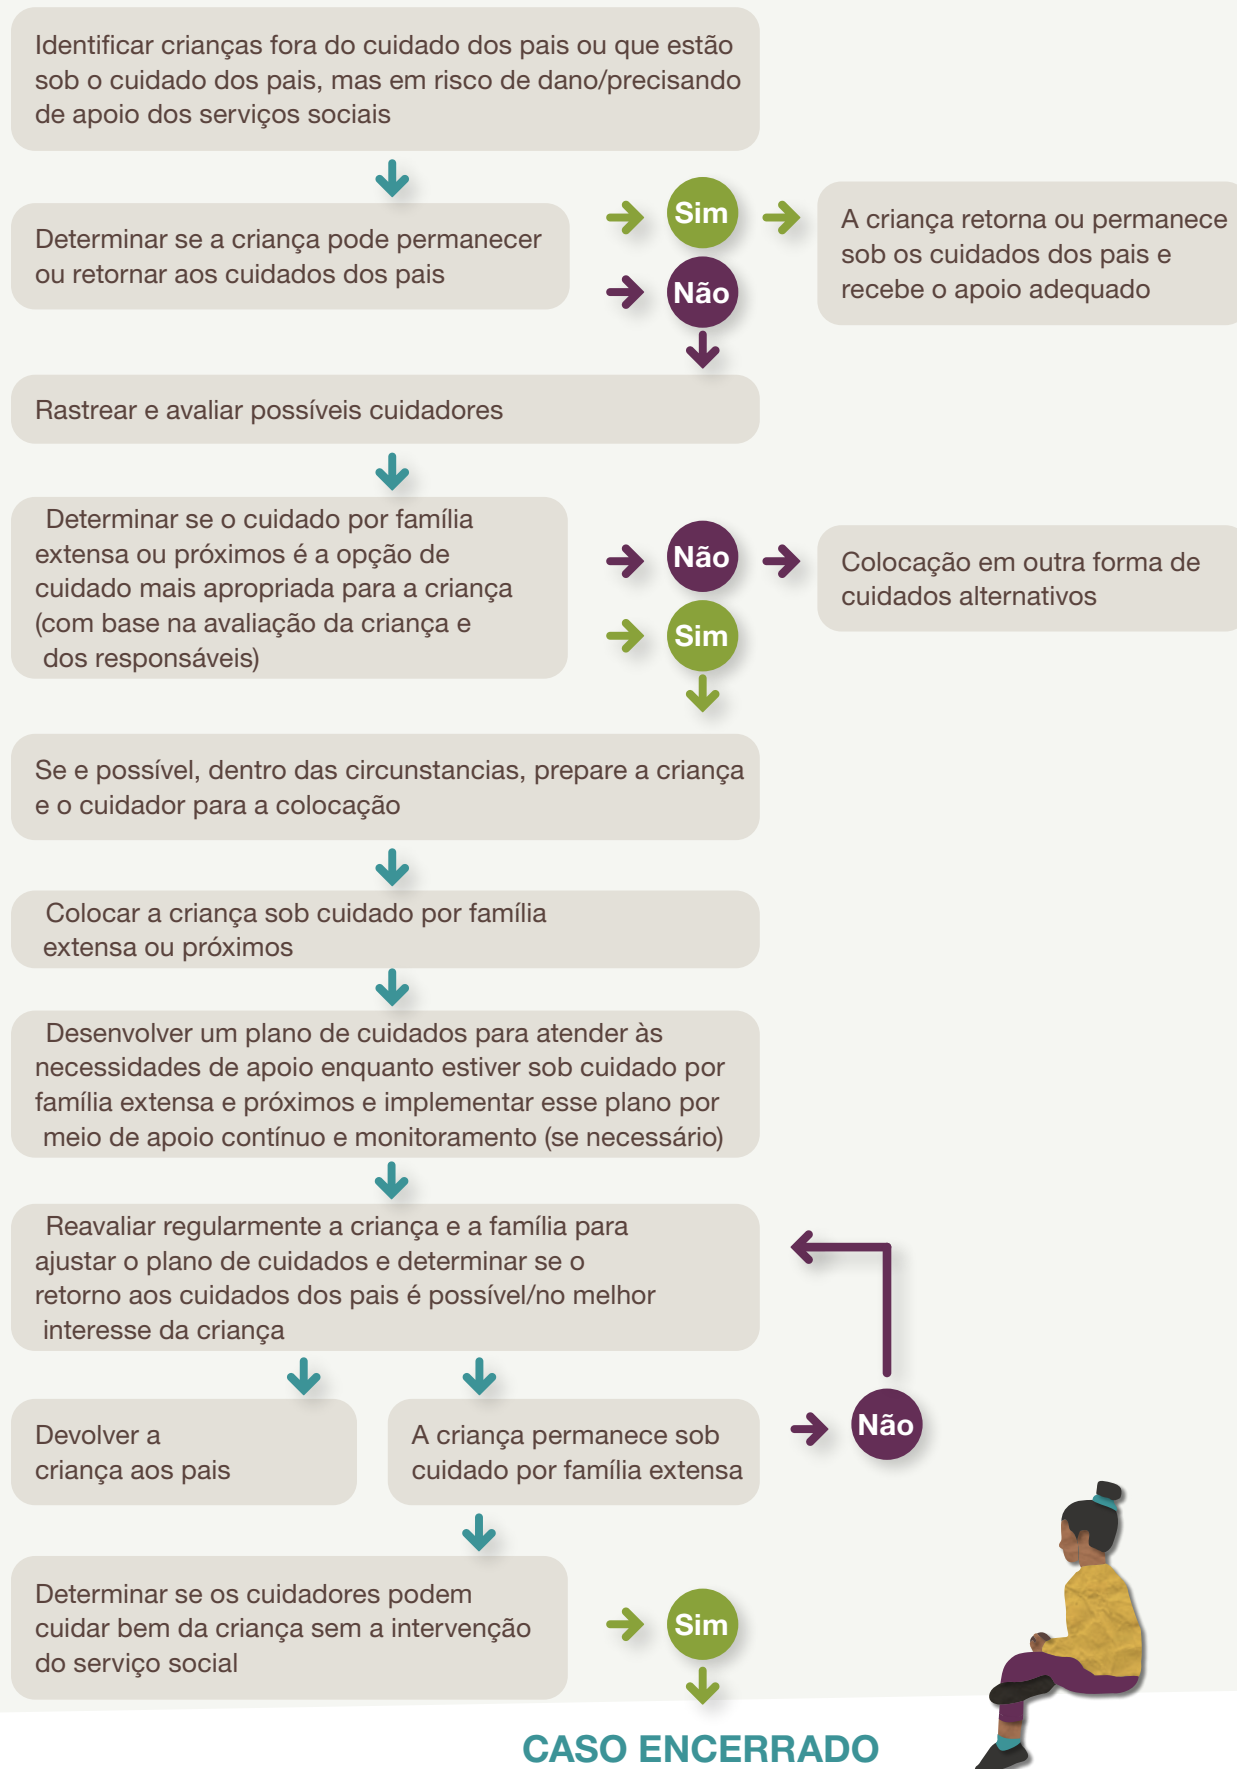 Identificar crianças fora do cuidado dos pais ou que estão
sob o cuidado dos pais, mas em risco de dano/precisando
de apoio dos serviços sociais
Determinar se a criança pode permanecer
ou retornar aos cuidados dos pais
Sim
Não
A criança retorna ou permanece
sob os cuidados dos pais e
recebe o apoio adequado
Rastrear e avaliar possíveis cuidadores
Determinar se o cuidado por família
extensa ou próximos é a opção de
cuidado mais apropriada para a criança
(com base na avaliação da criança e
dos responsáveis)
Não
Sim
Colocação em outra forma de
cuidados alternativos
Se e possível, dentro das circunstancias, prepare a criança
e o cuidador para a colocação
Colocar a criança sob cuidado por família
extensa ou próximos
Desenvolver um plano de cuidados para atender às
necessidades de apoio enquanto estiver sob cuidado por
família extensa e próximos e implementar esse plano por
meio de apoio contínuo e monitoramento (se necessário)
Reavaliar regularmente a criança e a família para
ajustar o plano de cuidados e determinar se o
retorno aos cuidados dos pais é possível/no melhor
interesse da criança
Devolver a
criança aos pais
A criança permanece sob
cuidado por família extensa
Não
Determinar se os cuidadores podem
cuidar bem da criança sem a intervenção
do serviço social
Sim
CASO ENCERRADO